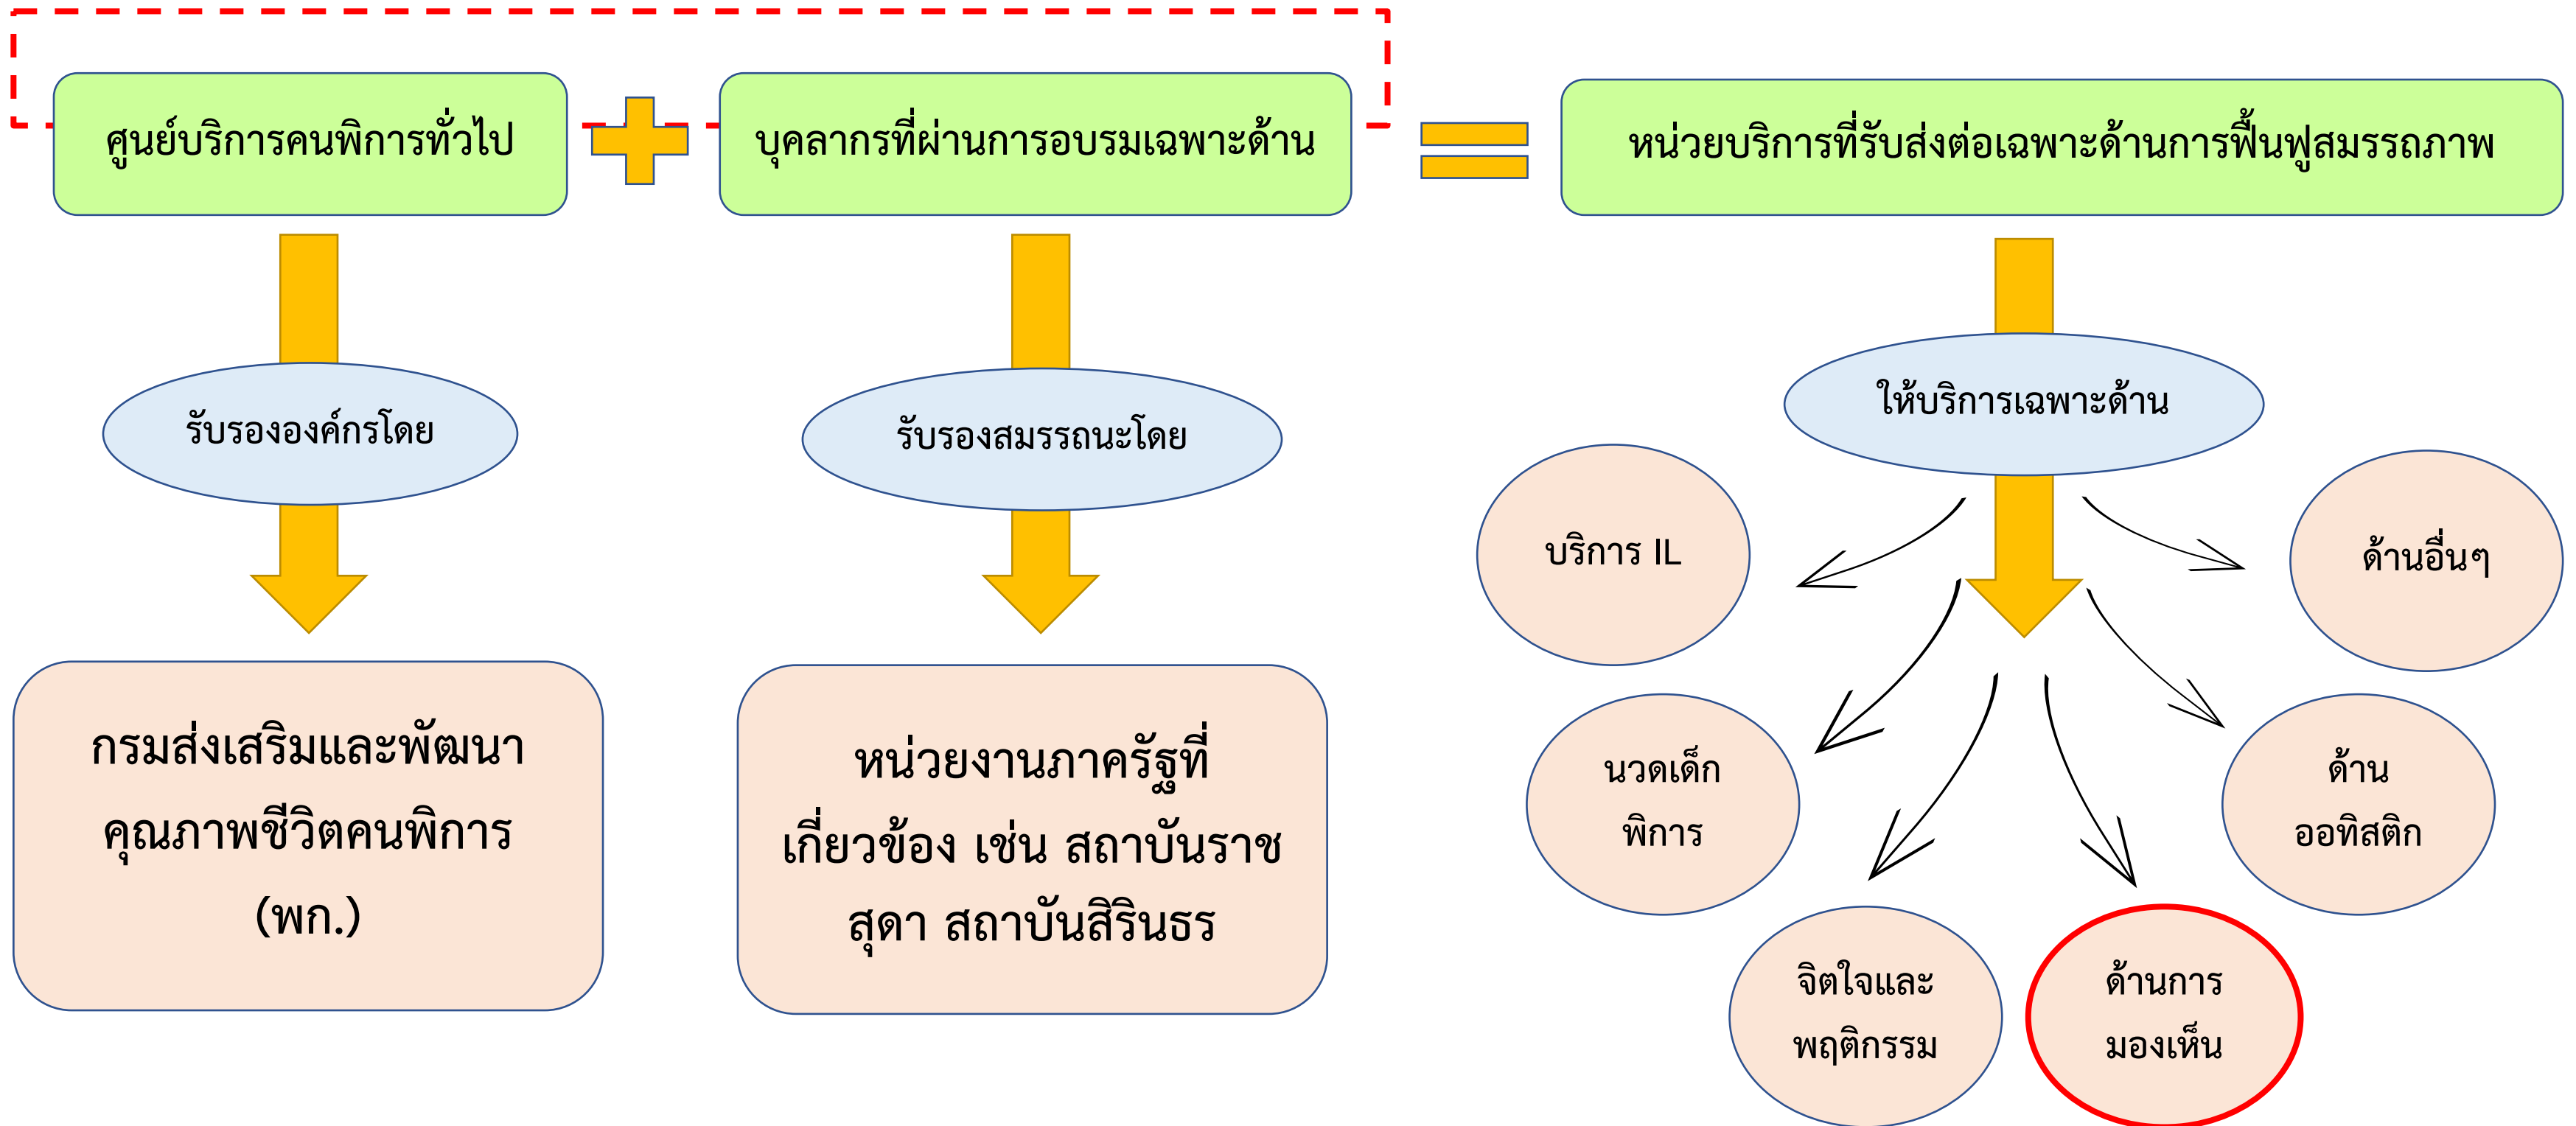 ศูนย์บริการคนพิการทั่วไป
บุคลากรที่ผ่านการอบรมเฉพาะด้าน
หน่วยบริการที่รับส่งต่อเฉพาะด้านการฟื้นฟูสมรรถภาพ
รับรององค์กรโดย
รับรองสมรรถนะโดย
ให้บริการเฉพาะด้าน
กรมส่งเสริมและพัฒนา
คุณภาพชีวิตคนพิการ
(พก.)
หน่วยงานภาครัฐที่
เกี่ยวข้อง เช่น สถาบันราช
สุดา สถาบันสิรินธร
บริการ IL
นวดเด็ก
พิการ
จิตใจและ
พฤติกรรม
ด้านการ
มองเห็น
ด้าน
ออทิสติก
ด้านอื่นๆ